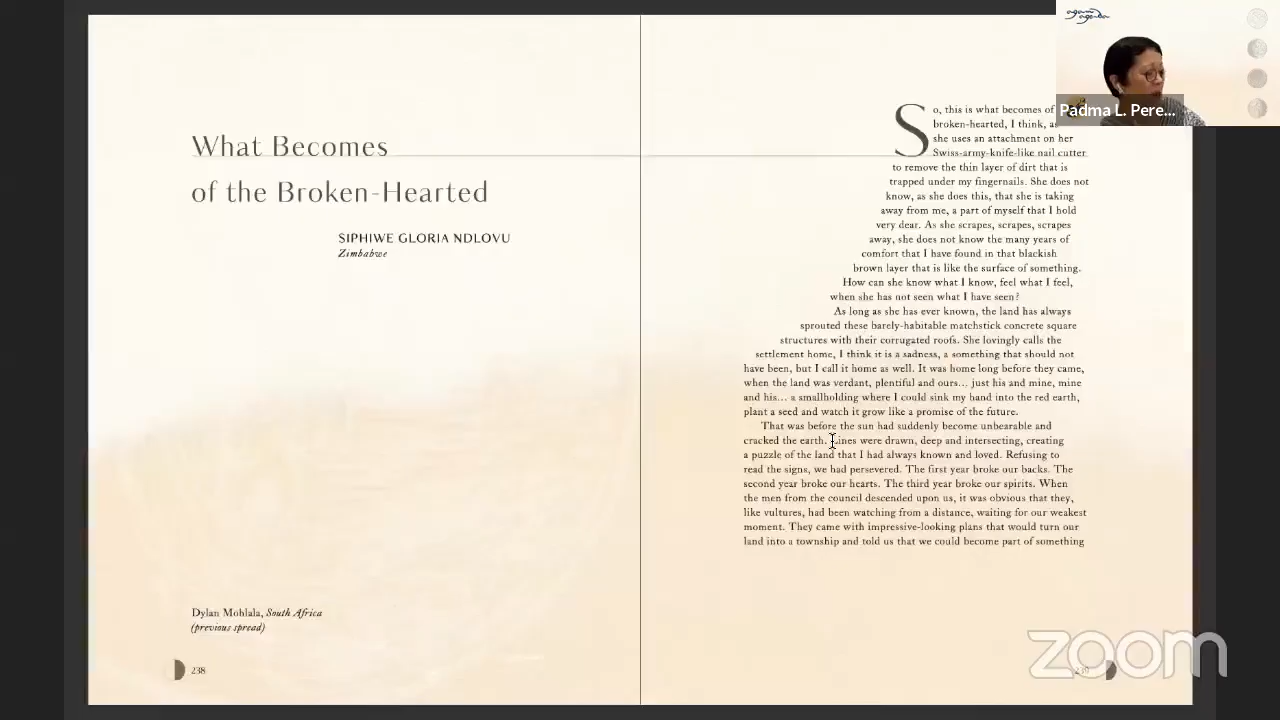 What Becomes
of the Broken-Hearted
SIPHIWE GLORIA NDLOVU
Zimbabwe
Dylan Mohlala, South Africa
(previous spread)
238
So, this is what becomes of
broken-hearted, I think, as
she uses an attachment on her
Swiss-army-knife-like nail cutter
to remove the thin layer of dirt that is
trapped under my fingernails. She does not
know, as she does this, that she is taking
away from me, a part of myself that I hold
very dear. As she scrapes, scrapes, scrapes
away, she does not know the many years of
comfort that I have found in that blackish
brown layer that is like the surface of something.
How can she know what I know, feel what I feel,
when she has not seen what I have seen?
As long as she has ever known, the land has always
sprouted these barely-habitable matchstick concrete square
structures with their corrugated roofs. She lovingly calls the
settlement home, I think it is a sadness, a something that should not
have been, but I call it home as well. It was home long before they came,
when the land was verdant, plentiful and ours... just his and mine, mine
and his... a smallholding where I could sink my hand into the red earth,
plant a seed and watch it grow like a promise of the future.
That was before the sun had suddenly become unbearable and
cracked the earth. Lines were drawn, deep and intersecting, creating
a puzzle of the land that I had always known and loved. Refusing to
read the signs, we had persevered. The first year broke our backs. The
second year broke our hearts. The third year broke our spirits. When
the men from the council descended upon us, it was obvious that they,
like vultures, had been watching from a distance, waiting for our weakest
moment. They came with impressive-looking plans that would turn our
land into a township and told us that we could become part of something
agam agenda
Padma L. Pere...
zoom